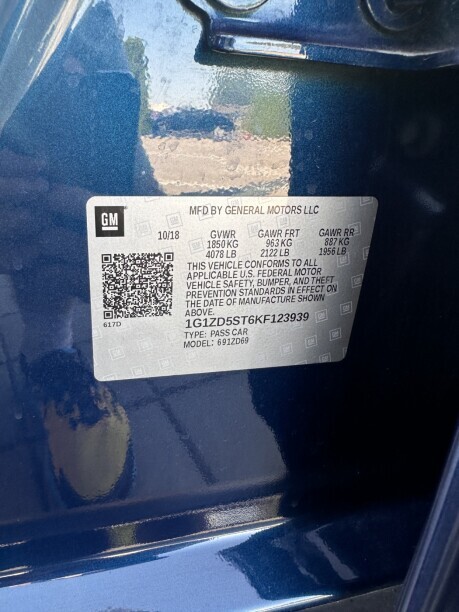 GM
MFD BY GENERAL MOTORS LLC
10/18 GVWR GAWR FRT GAWR RR
1850 KG 963 KG 887 KG
4078 LB 2122 LB 1956 LB
THIS VEHICLE CONFORMS TO ALL
APPLICABLE U.S. FEDERAL MOTOR
VEHICLE SAFETY, BUMPER, AND THEFT
PREVENTION STANDARDS IN EFFECT ON
THE DATE OF MANUFACTURE SHOWN
ABOVE.
617D
1G1ZD5ST6KF123939
TYPE: PASS CAR
MODEL: 691ZD69